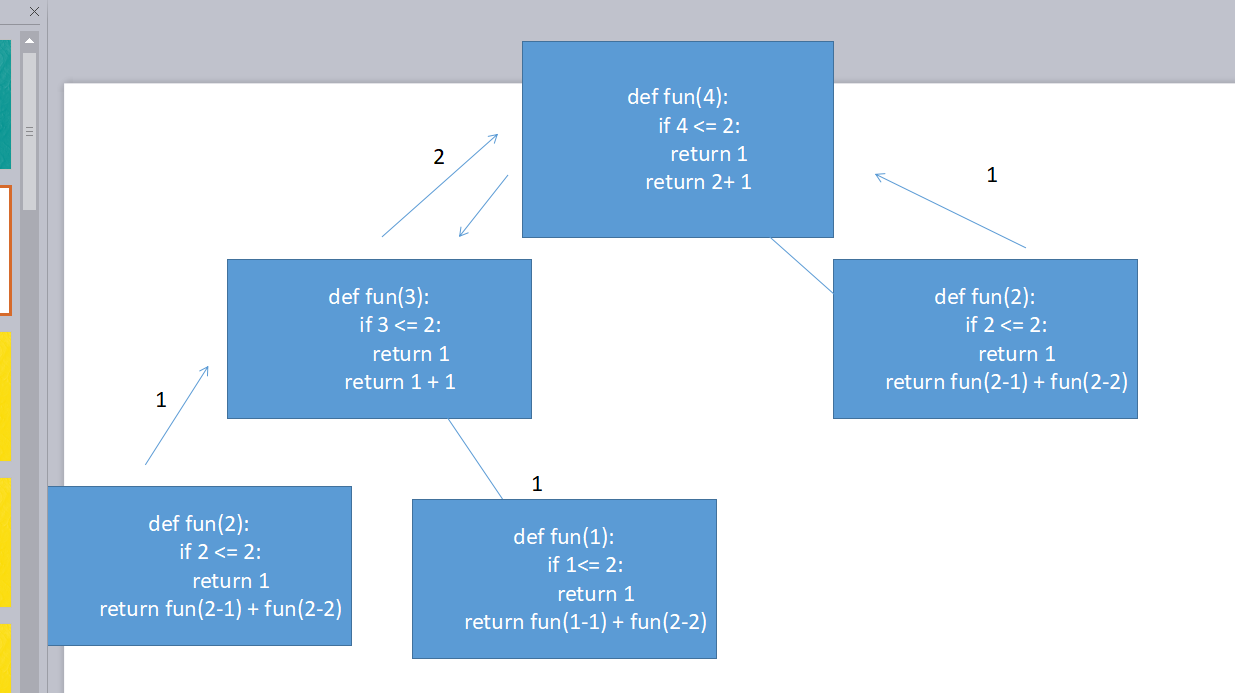 def fun(4):
if 4 <= 2:
return 1
return 2+ 1
2
1
def fun(3):
if 3 <= 2:
return 1
return 1 + 1
def fun(2):
if 2 <= 2:
return 1
return fun(2-1) + fun(2-2)
1
1
def fun(2):
if 2 <= 2:
return 1
return fun(2-1) + fun(2-2)
def fun(1):
if 1<= 2:
return 1
return fun(1-1) + fun(2-2)